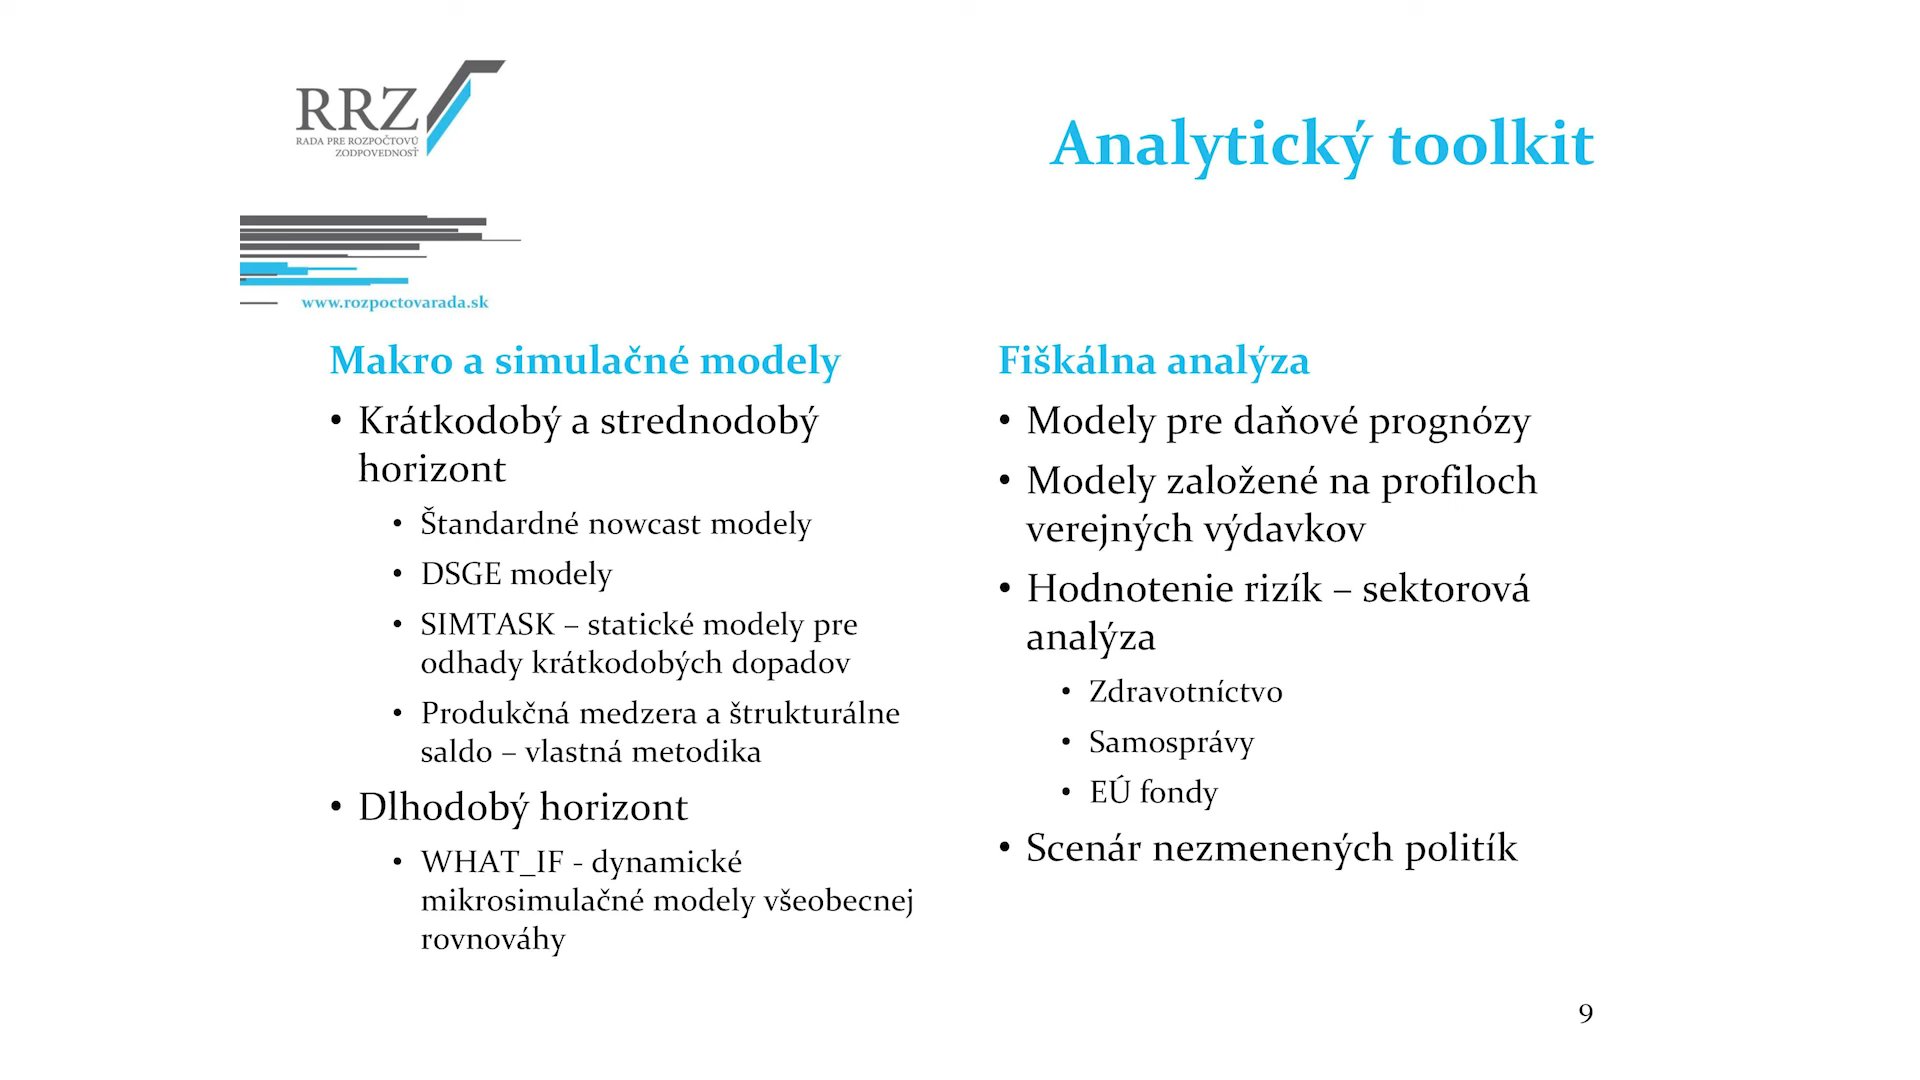 RRZ
RADA PRE ROZPOČTOVÚ
ZODPOVEDNOSŤ
Analytický toolkit
www.rozpoctovarada.sk
Makro a simulačné modely
• Krátkodobý a strednodobý
horizont
• Štandardné nowcast modely
• DSGE modely
• SIMTASK – statické modely pre
odhady krátkodobých dopadov
• Produkčná medzera a štrukturálne
saldo – vlastná metodika
• Dlhodobý horizont
• WHAT_IF - dynamické
mikrosimulačné modely všeobecnej
rovnováhy
Fiškálna analýza
• Modely pre daňové prognózy
• Modely založené na profiloch
verejných výdavkov
• Hodnotenie rizík – sektorová
analýza
• Zdravotníctvo
• Samosprávy
• EÚ fondy
• Scenár nezmenených politík
9